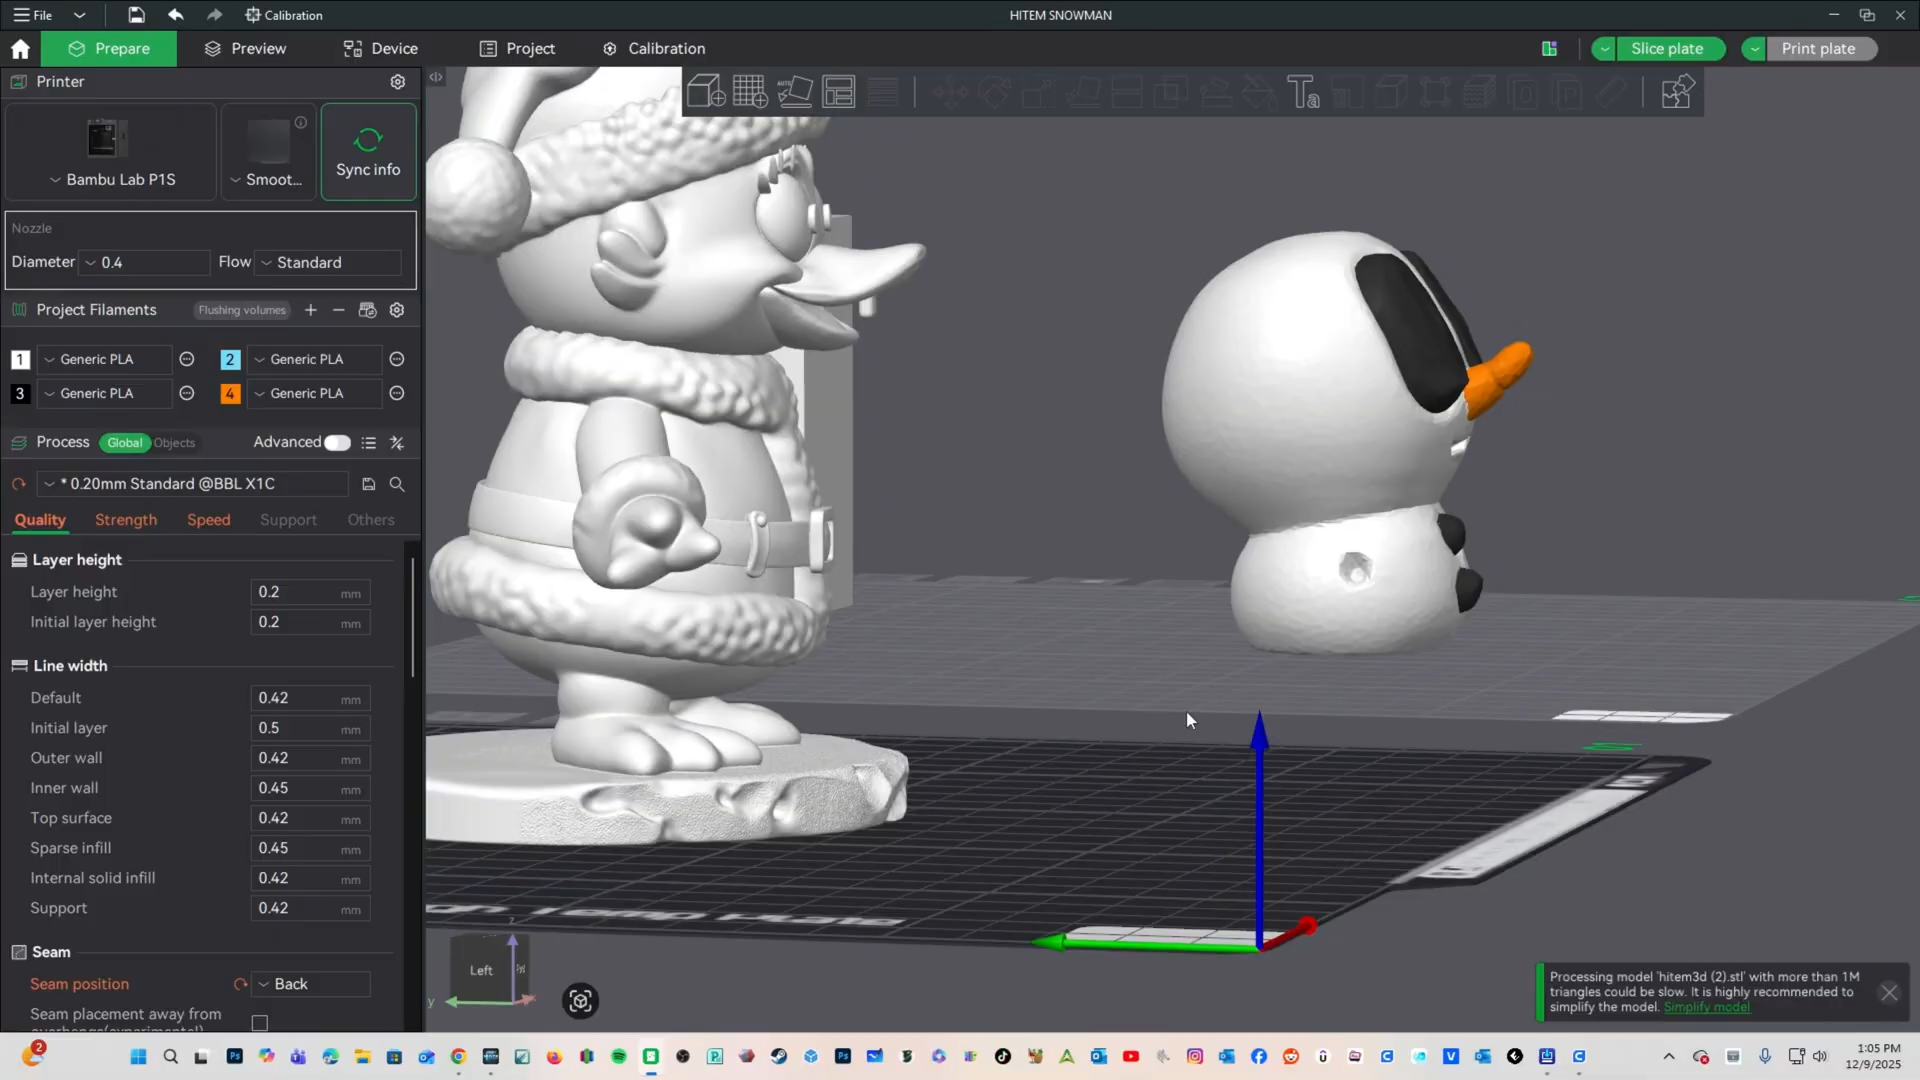 File
Calibration
HITEM SNOWMAN
Prepare
Preview
Device
Project
Calibration
Slice plate
Print plate
Printer
Bambu Lab P1S
Smoot...
Sync info
Nozzle
Diameter
0.4
Flow
Standard
Project Filaments
Flushing volumes
1
Generic PLA
2
Generic PLA
3
Generic PLA
4
Generic PLA
Process
Global
Objects
Advanced
* 0.20mm Standard @BBL X1C
Quality
Strength
Speed
Support
Others
Layer height
Layer height
0.2
mm
Initial layer height
0.2
mm
Line width
Default
0.42
mm
Initial layer
0.5
mm
Outer wall
0.42
mm
Inner wall
0.45
mm
Top surface
0.42
mm
Sparse infill
0.45
mm
Internal solid infill
0.42
mm
Support
0.42
mm
Seam
Seam position
Back
Seam placement away from
overhangs(experimental)
Left
z
y
Processing model 'hitem3d (2).stl' with more than 1M
triangles could be slow. It is highly recommended to
simplify the model. Simplify model
2
1:05 PM
12/9/2025